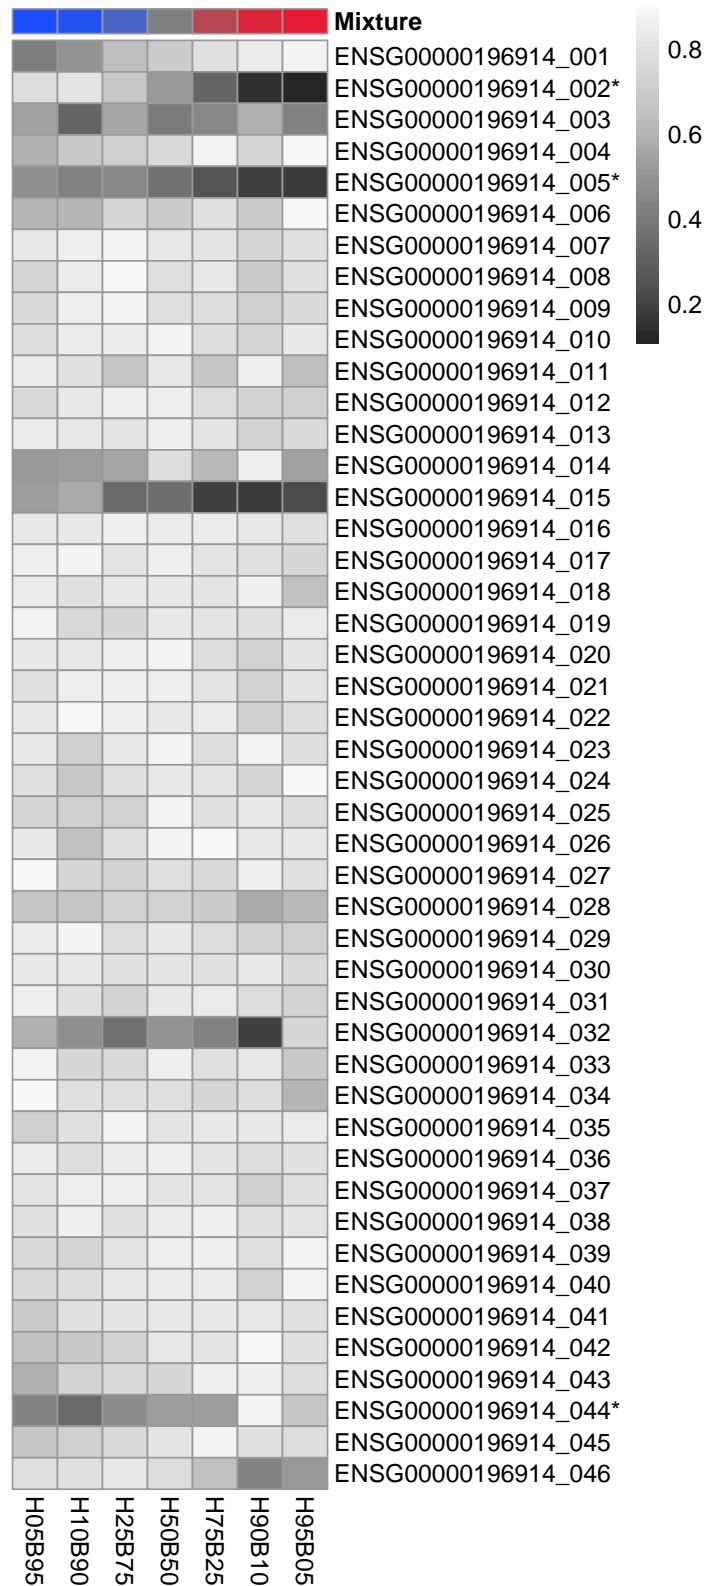 Mixture
ENSG00000196914_001
ENSG00000196914_002*
ENSG00000196914_003
ENSG00000196914_004
ENSG00000196914_005*
ENSG00000196914_006
ENSG00000196914_007
ENSG00000196914_008
ENSG00000196914_009
ENSG00000196914_010
ENSG00000196914_011
ENSG00000196914_012
ENSG00000196914_013
ENSG00000196914_014
ENSG00000196914_015
ENSG00000196914_016
ENSG00000196914_017
ENSG00000196914_018
ENSG00000196914_019
ENSG00000196914_020
ENSG00000196914_021
ENSG00000196914_022
ENSG00000196914_023
ENSG00000196914_024
ENSG00000196914_025
ENSG00000196914_026
ENSG00000196914_027
ENSG00000196914_028
ENSG00000196914_029
ENSG00000196914_030
ENSG00000196914_031
ENSG00000196914_032
ENSG00000196914_033
ENSG00000196914_034
ENSG00000196914_035
ENSG00000196914_036
ENSG00000196914_037
ENSG00000196914_038
ENSG00000196914_039
ENSG00000196914_040
ENSG00000196914_041
ENSG00000196914_042
ENSG00000196914_043
ENSG00000196914_044*
ENSG00000196914_045
ENSG00000196914_046
H05B95
H10B90
H25B75
H50B50
H75B25
H90B10
H95B05
0.8
0.6
0.4
0.2